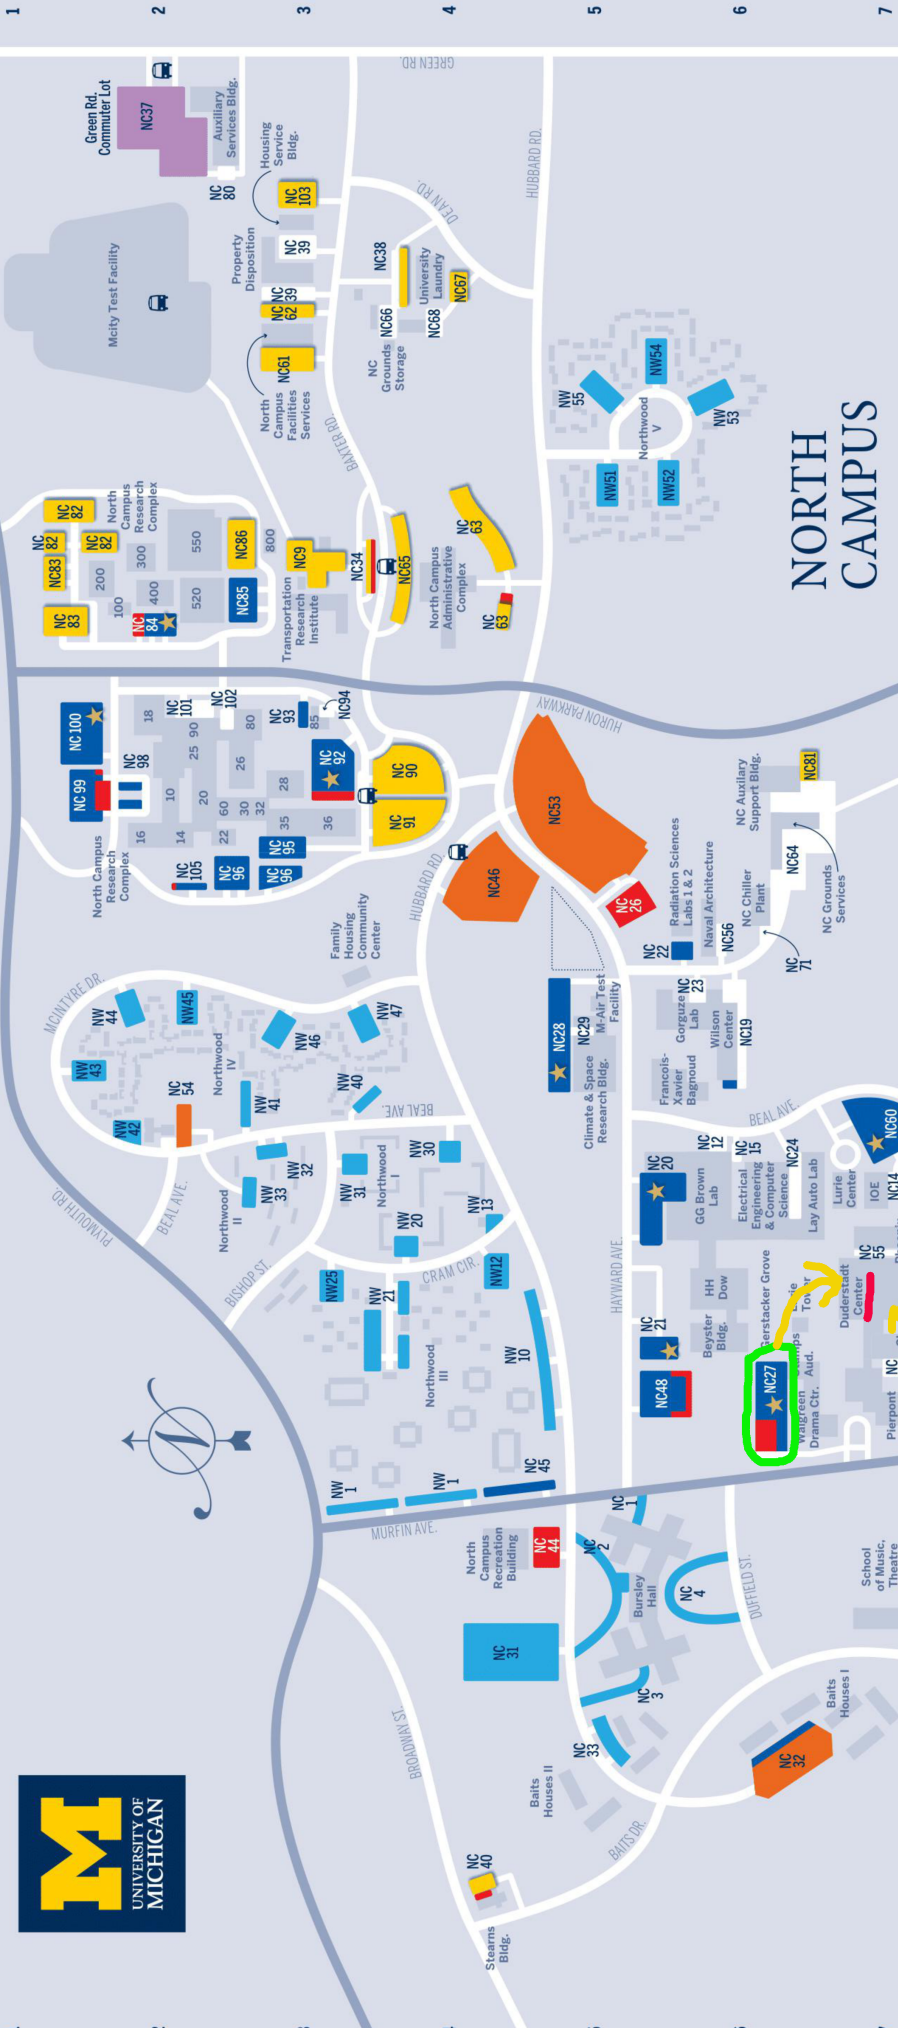 1
2
3
4
5
6
7
GREEN RD.
Green Rd.
Commuter Lot
NC37
Auxiliary
Services Bldg.
NC
80
Housing
Service
Bldg.
NC
103
DEAN RD.
HUBBARD RD.
Property
Disposition
NC
39
NC
39
NC
62
NC38
University
Laundry
NC67
NC66
NC68
NC
Grounds
Storage
Mcity Test Facility
NC61
North
Campus
Facilities
Services
BAXTER RD.
NW
55
NW54
NW
53
Northwood
V
NW51
NW52
NORTH
CAMPUS
North
Campus
Research
Complex
NC
82
NC
82
NC
82
NC83
NC
83
200
300
550
100
400
520
800
NC
84
NC86
NC85
NC9
Transportation
Research
Institute
NC34
NC65
NC
63
North Campus
Administrative
Complex
NC
63
HURON PARKWAY
NC 100
NC 99
NC
98
NC
101
NC
102
NC
93
NC94
18
90
80
85
25
26
10
20
28
60
30
32
16
14
22
35
36
NC
92
NC
90
NC
91
NC
95
NC
96
NC
96
NC
105
North Campus
Research
Complex
NC53
NC46
HUBBARD RD.
NC
26
NC Auxilary
Support Bldg.
NC81
NC64
NC Grounds
Services
NC Chiller
Plant
NC
71
Radiation Sciences
Labs 1 & 2
NC
22
Naval Architecture
NC56
Family
Housing
Community
Center
MCINTYRE DR.
NW
44
NW45
NW
43
NW
46
NW
47
Northwood
IV
NW
42
NC
54
NW
41
NW
40
BEAL AVE.
M-Air Test
Facility
NC28
NC29
Climate & Space
Research Bldg.
NC
23
Gorguze
Lab
Wilson
Center
NC19
Francois-
Xavier
Bagnoud
BEAL AVE.
NC60
PLYMOUTH RD.
BEAL AVE.
Northwood
II
NW
33
NW
32
NW
31
Northwood
I
NW
30
NW
20
NW
13
BISHOP ST.
NW25
NW
21
CRAM CIR.
NW12
Northwood
III
NW
10
HAYWARD AVE.
NC
20
GG Brown
Lab
NC
12
NC
15
Electrical
Engineering
& Computer
Science
NC24
Lay Auto Lab
Lurie
Center
IOE
NC14
NC
55
Duderstadt
Center
HH
Dow
Tower
NC
21
Beyster
Bldg.
NC48
NC27
Walgreen
Drama Ctr.
Aud.
Pierpont
NC
NW
1
NW
1
NC
45
MURFIN AVE.
North
Campus
Recreation
Building
NC
44
NC
1
NC
2
Bursley
Hall
NC
4
DUFFIELD ST.
School
of Music,
Theatre
NC
31
NC
3
NC
33
Baits
Houses II
NC
32
Baits
Houses I
BROADWAY ST.
BAITS DR.
NC
40
Stearns
Bldg.
M
UNIVERSITY OF
MICHIGAN